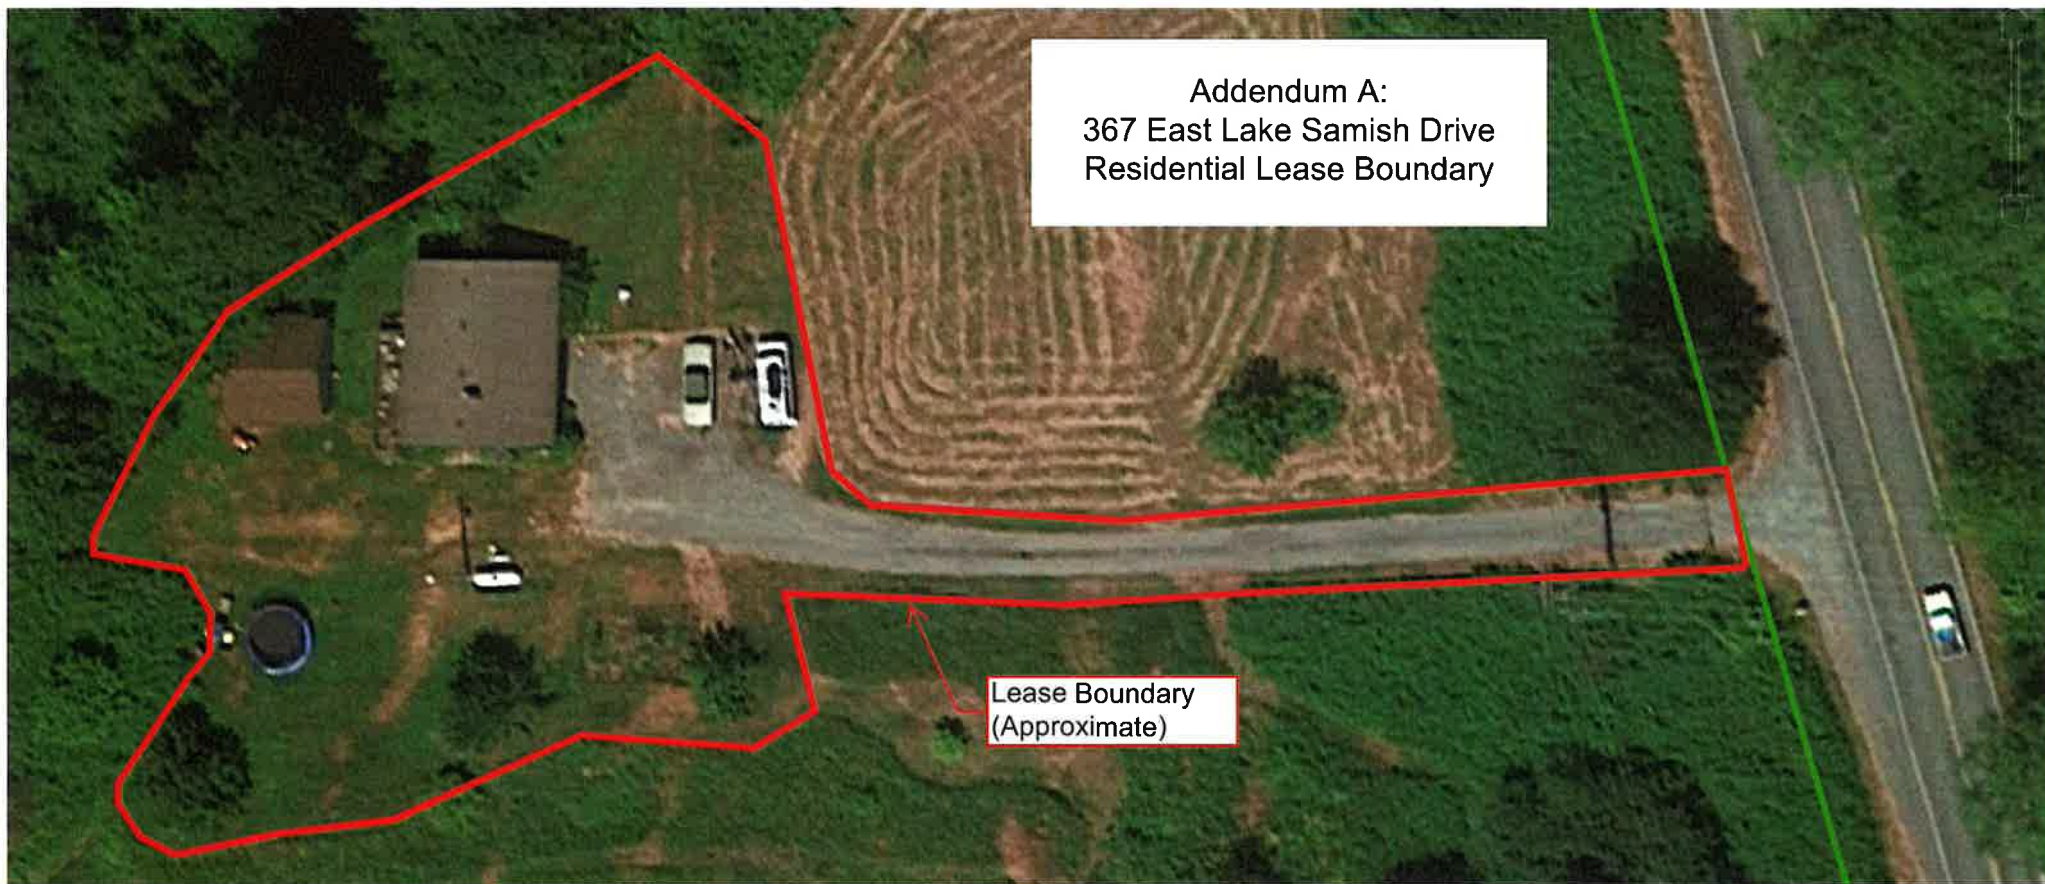 Addendum A:
367 East Lake Samish Drive
Residential Lease Boundary
Lease Boundary
(Approximate)